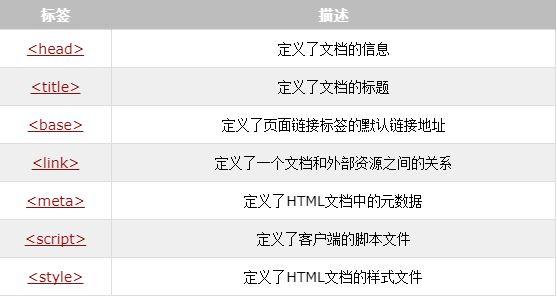 标签 描述
<head> 定义了文档的信息
<title> 定义了文档的标题
<base> 定义了页面链接标签的默认链接地址
<link> 定义了一个文档和外部资源之间的关系
<meta> 定义了HTML文档中的元数据
<script> 定义了客户端的脚本文件
<style> 定义了HTML文档的样式文件